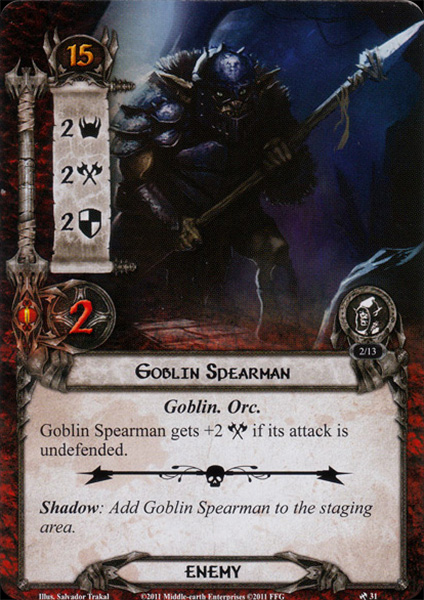 15
2
2
2
2
2/13
Goblin Spearman
Goblin. Orc.
Goblin Spearman gets +2 if its attack is
undefended.
Shadow: Add Goblin Spearman to the staging
area.
ENEMY
Illus. Salvador Trakal ©2011 Middle-earth Enterprises ©2011 FFG 31